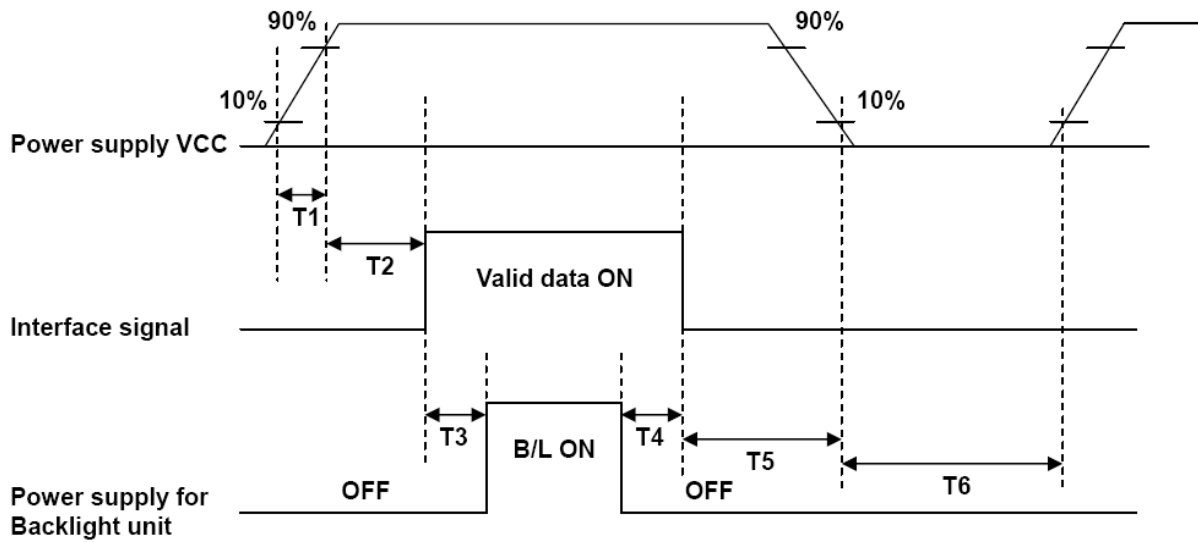 90%
90%
10%
10%
Power supply VCC
T1
T2
Valid data ON
Interface signal
T3
T4
B/L ON
T5
T6
OFF
OFF
Power supply for
Backlight unit